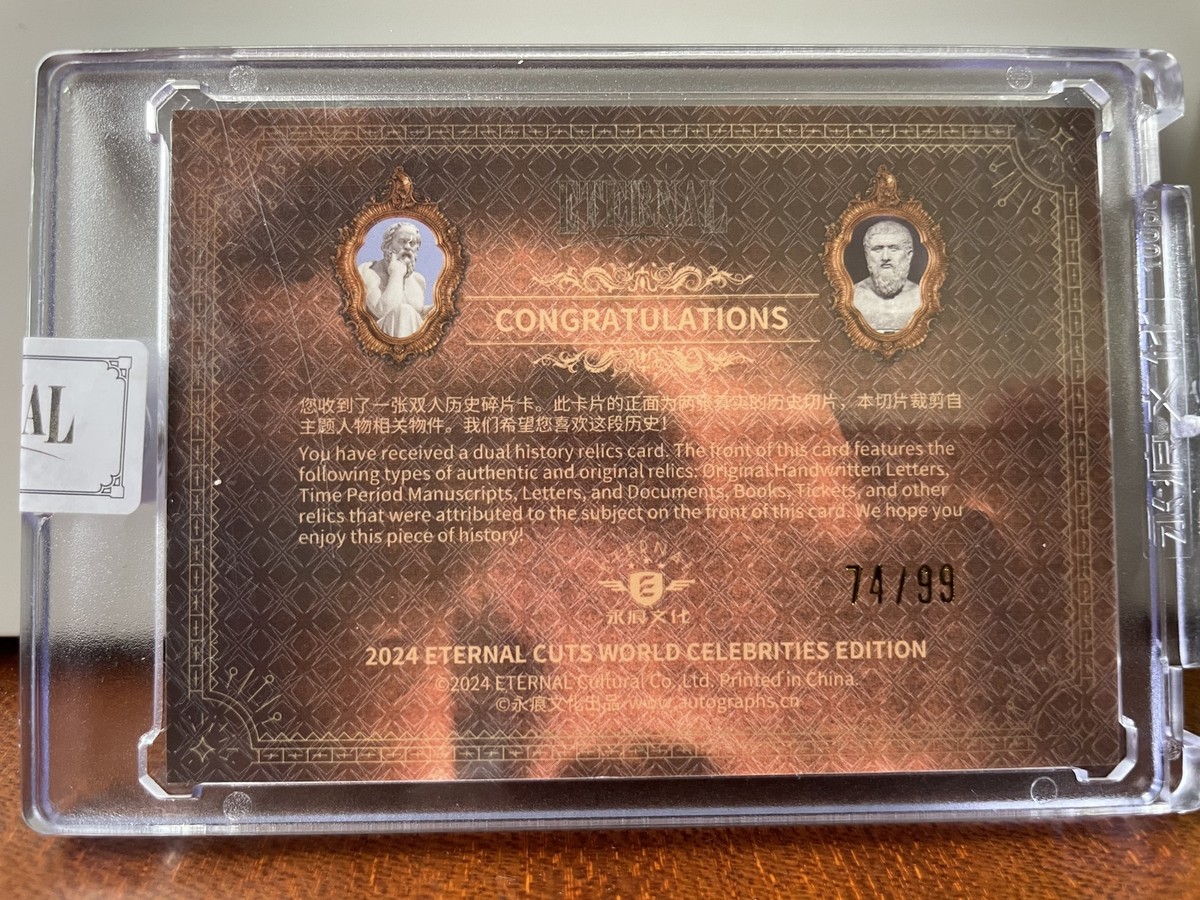 ETERNAL
CONGRATULATIONS
您收到了一张双人历史碎片卡。此卡片的正面为两张真实的历史切片，本切片裁剪自
主题人物相关物件。我们希望您喜欢这段历史！
You have received a dual history relics card. The front of this card features the
following types of authentic and original relics: Original Handwritten Letters,
Time Period Manuscripts, Letters, and Documents, Books, Tickets, and other
relics that were attributed to the subject on the front of this card. We hope you
enjoy this piece of history!
AL
ETERNAL
永痕文化
74/99
2024 ETERNAL CUTS WORLD CELEBRITIES EDITION
©2024 ETERNAL Cultural Co.,Ltd. Printed in China.
©永痕文化出品 www.autographs.cn